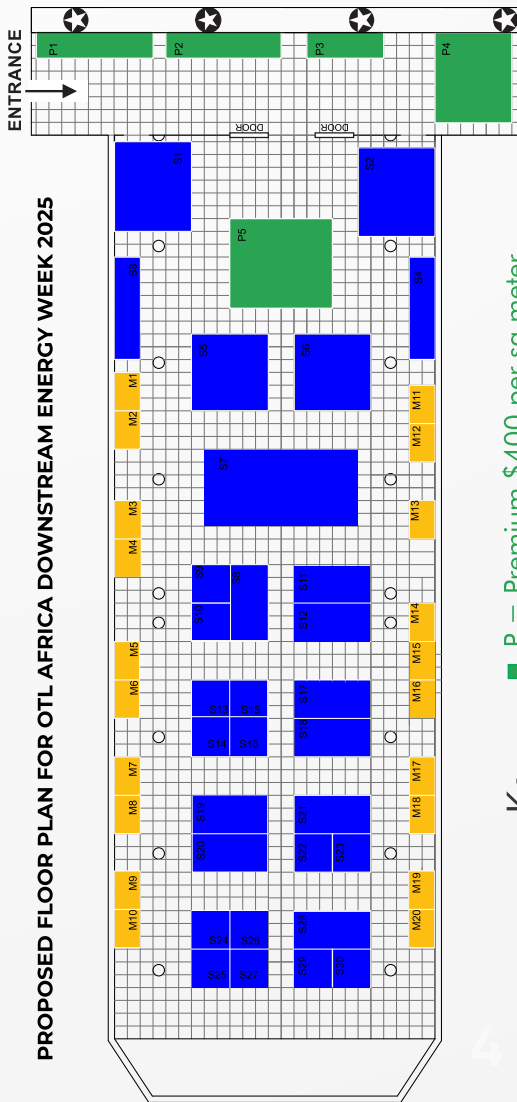 PROPOSED FLOOR PLAN FOR OTL AFRICA DOWNSTREAM ENERGY WEEK 2025
ENTRANCE
P1
P2
P3
P4
DOOR
DOOR
S1
S2
P5
S3
S4
S5
S6
M1
M2
M11
M12
S7
M3
M4
M13
S9
S8
S10
S11
S12
M14
M5
M6
M15
M16
S13
S15
S14
S16
S17
S18
M7
M8
M17
M18
S19
S20
S21
S22
S23
M9
M10
M19
M20
S24
S26
S25
S27
S28
S29
S30
P – Premium $400 per sq meter
4